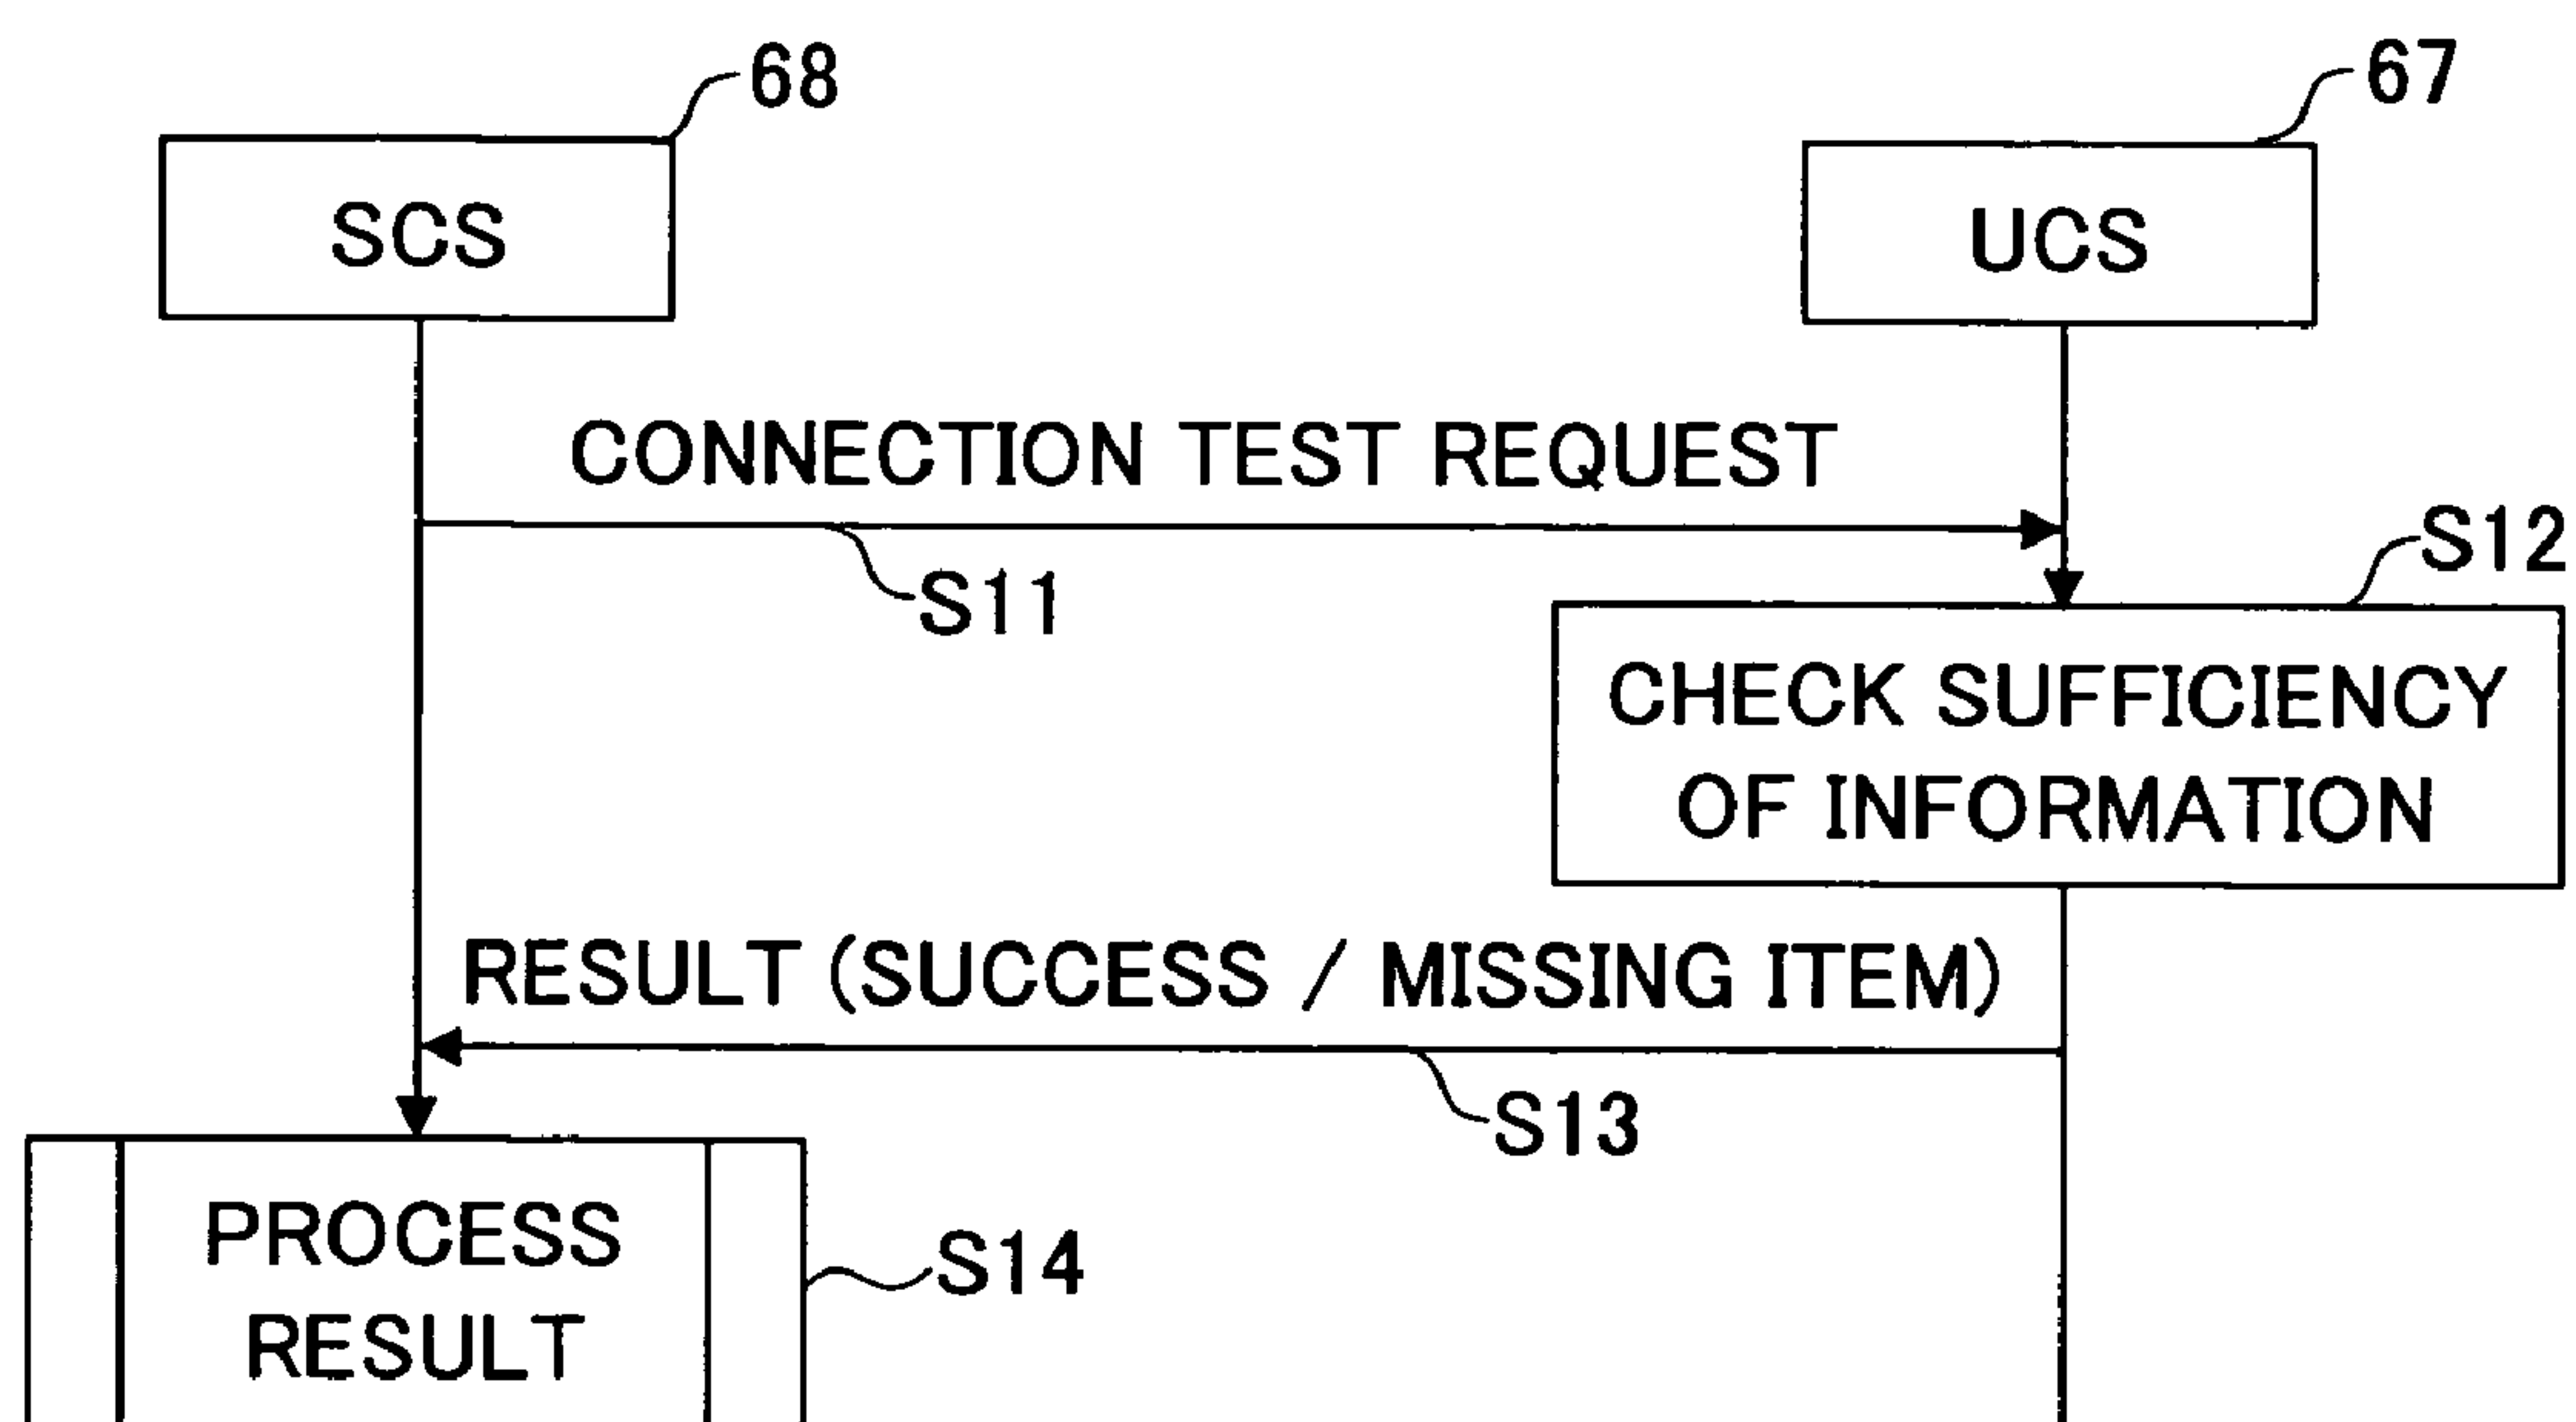 68
67
SCS
UCS
CONNECTION TEST REQUEST
S12
S11
CHECK SUFFICIENCY
OF INFORMATION
RESULT (SUCCESS / MISSING ITEM)
S13
PROCESS
RESULT
S14